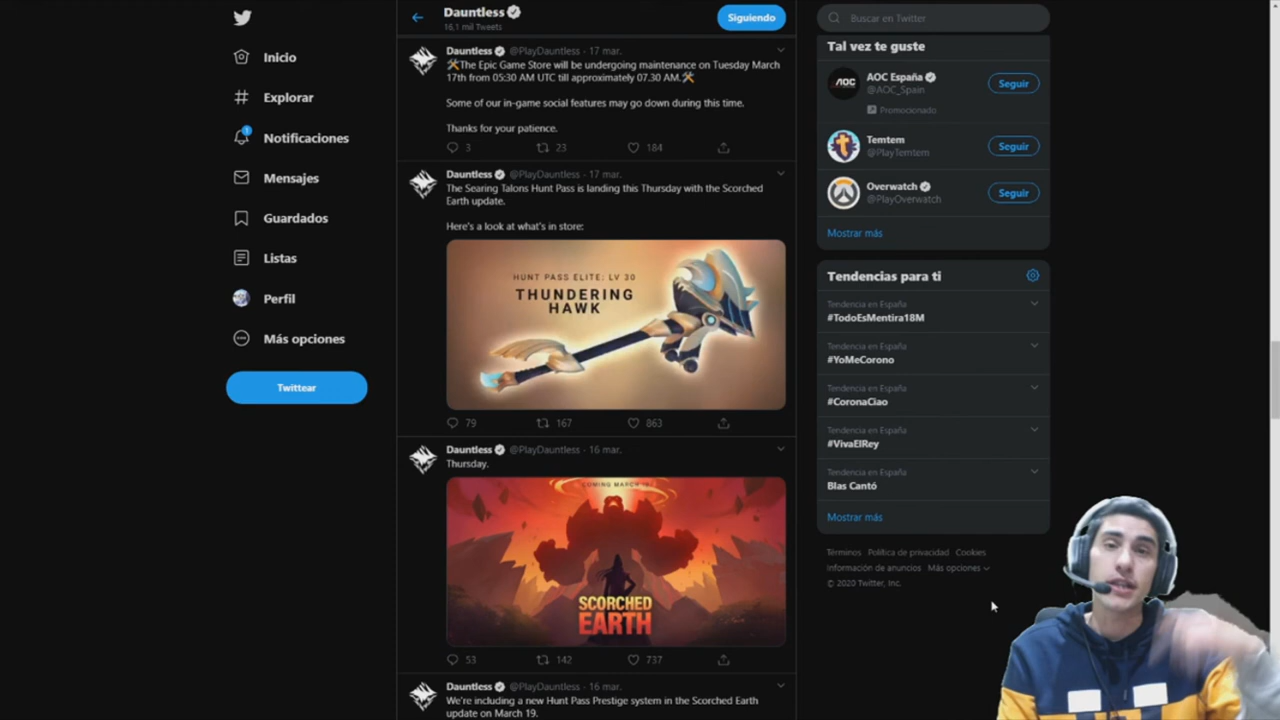 Inicio
Explorar
1
Notificaciones
Mensajes
Guardados
Listas
Perfil
Más opciones
Twittear
Dauntless
16,1 mil Tweets
Siguiendo
Dauntless @PlayDauntless · 17 mar.
The Epic Game Store will be undergoing maintenance on Tuesday March
17th from 05:30 AM UTC till approximately 07.30 AM.
Some of our in-game social features may go down during this time.
Thanks for your patience.
3 23 184
Dauntless @PlayDauntless · 17 mar.
The Searing Talons Hunt Pass is landing this Thursday with the Scorched
Earth update.
Here's a look at what's in store:
HUNT PASS ELITE: LV 30
THUNDERING
HAWK
79 167 863
Dauntless @PlayDauntless · 16 mar.
Thursday.
COMING MARCH
SCORCHED
EARTH
53 142 737
Dauntless @PlayDauntless · 16 mar.
We're including a new Hunt Pass Prestige system in the Scorched Earth
update on March 19.
Buscar en Twitter
Tal vez te guste
AOC
AOC España
@AOC_Spain
Seguir
Promocionado
Temtem
@PlayTemtem
Seguir
Overwatch
@PlayOverwatch
Seguir
Mostrar más
Tendencias para ti
Tendencia en España
#TodoEsMentira18M
Tendencia en España
#YoMeCorono
Tendencia en España
#CoronaCiao
Tendencia en España
#VivaElRey
Tendencia en España
Blas Cantó
Mostrar más
Términos Política de privacidad Cookies
Información de anuncios Más opciones
© 2020 Twitter, Inc.